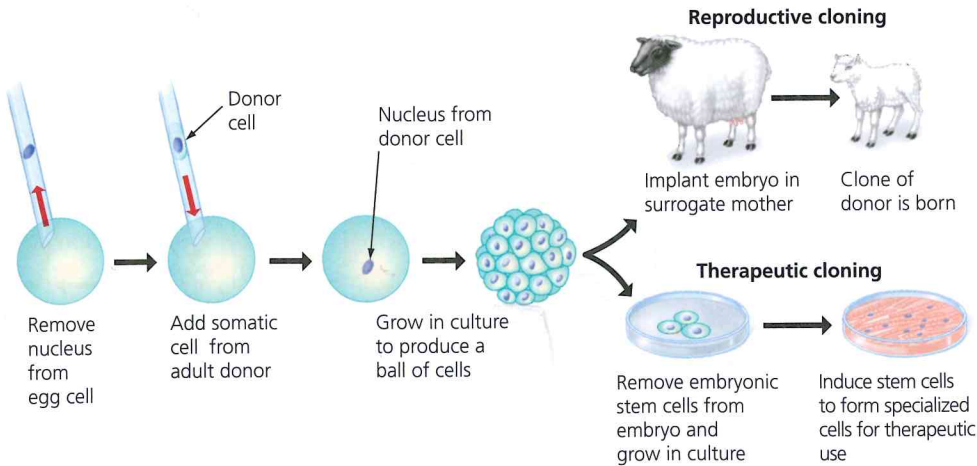 Reproductive cloning
Donor
cell
Nucleus from
donor cell
Implant embryo in
surrogate mother
Clone of
donor is born
Therapeutic cloning
Remove
nucleus
from
egg cell
Add somatic
cell from
adult donor
Grow in culture
to produce a
ball of cells
Remove embryonic
stem cells from
embryo and
grow in culture
Induce stem cells
to form specialized
cells for therapeutic
use